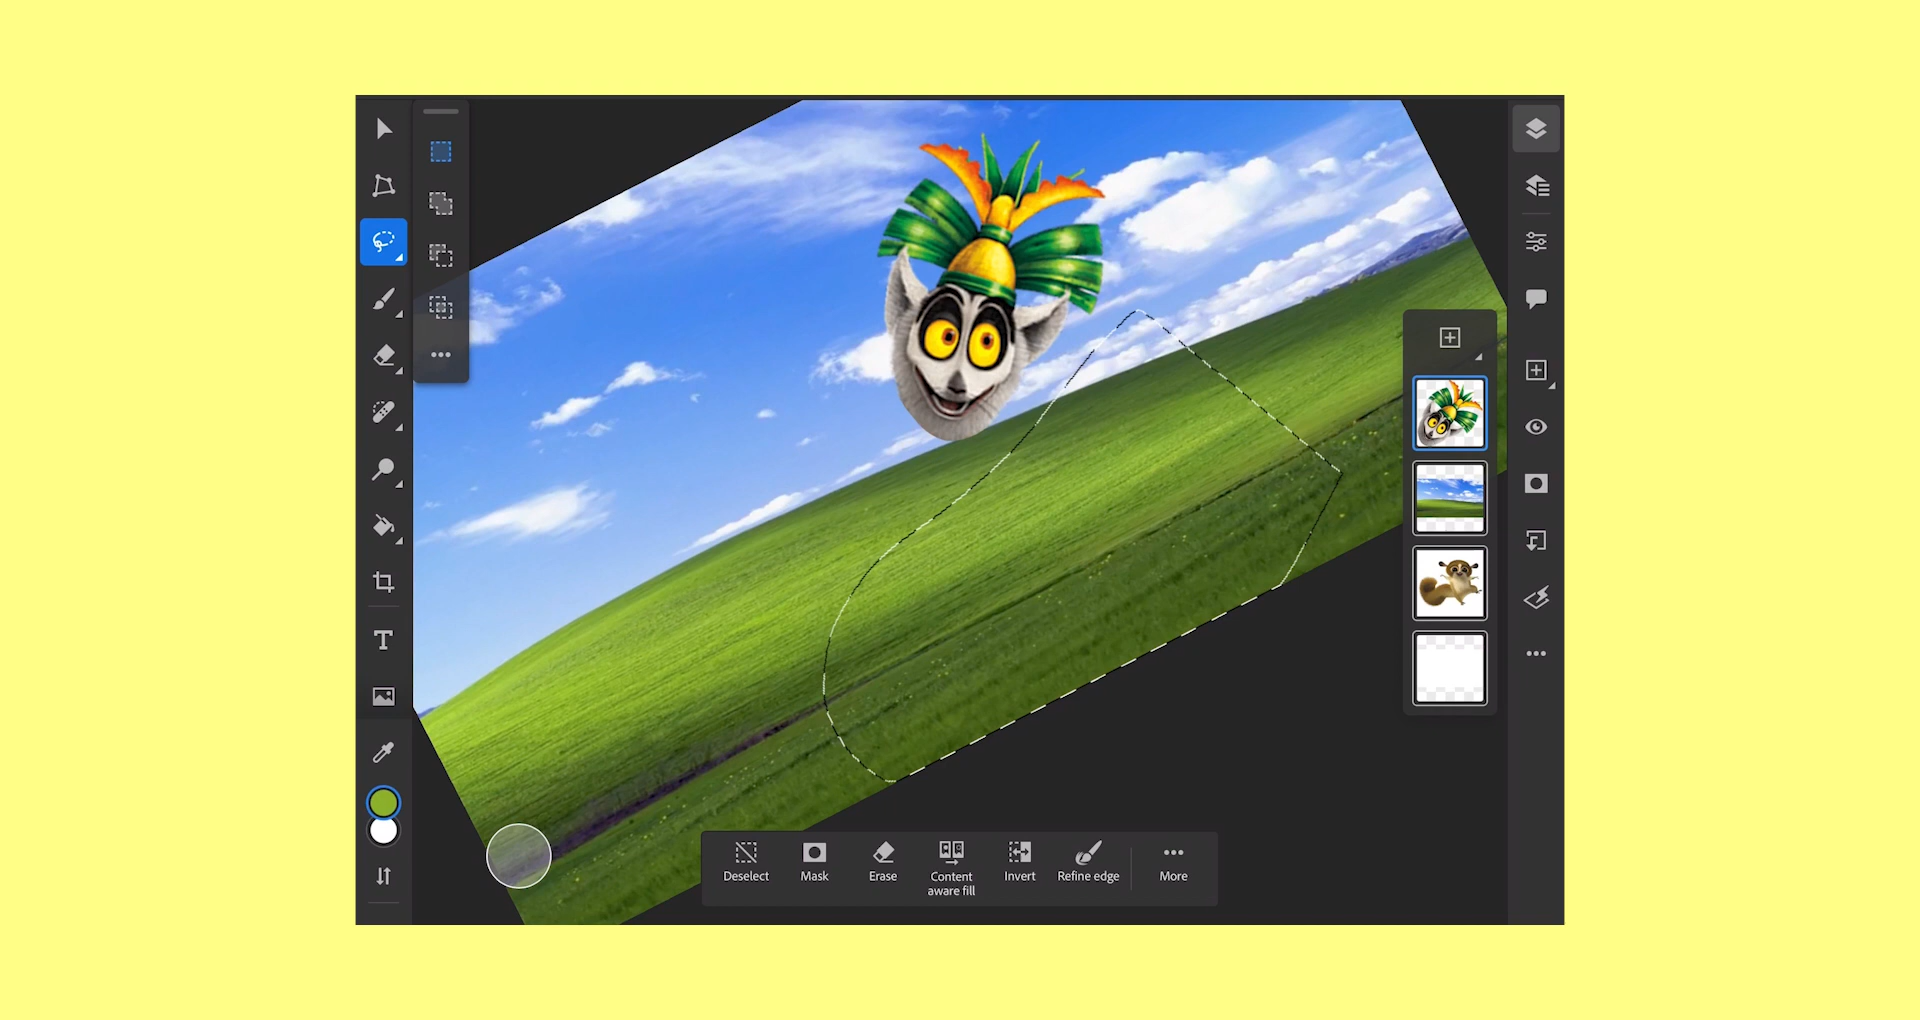 T
Deselect
Mask
Erase
Content
aware fill
Invert
Refine edge
More